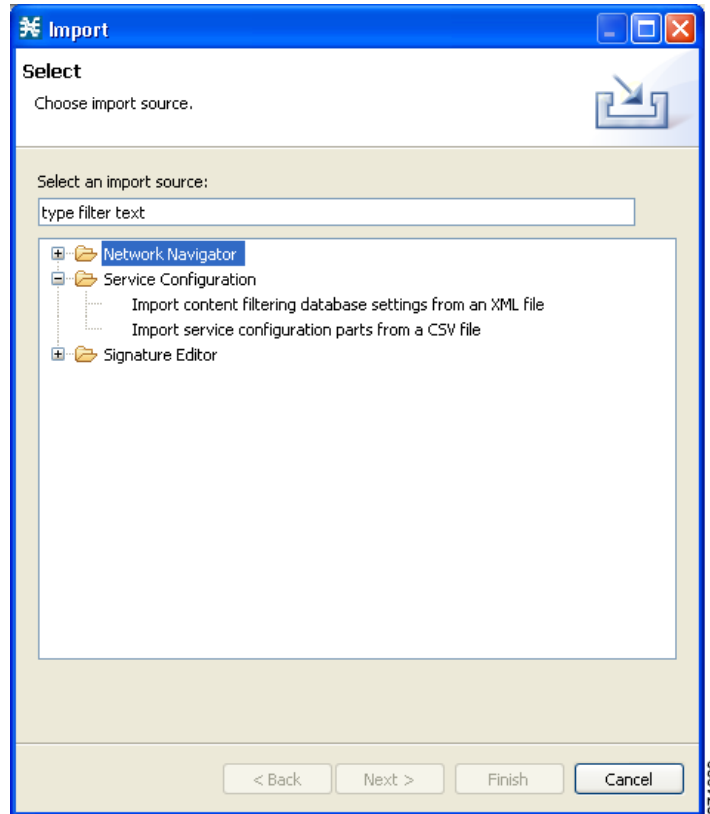 Import
Select
Choose import source.
Select an import source:
type filter text
Network Navigator
Service Configuration
Import content filtering database settings from an XML file
Import service configuration parts from a CSV file
Signature Editor
< Back Next > Finish Cancel